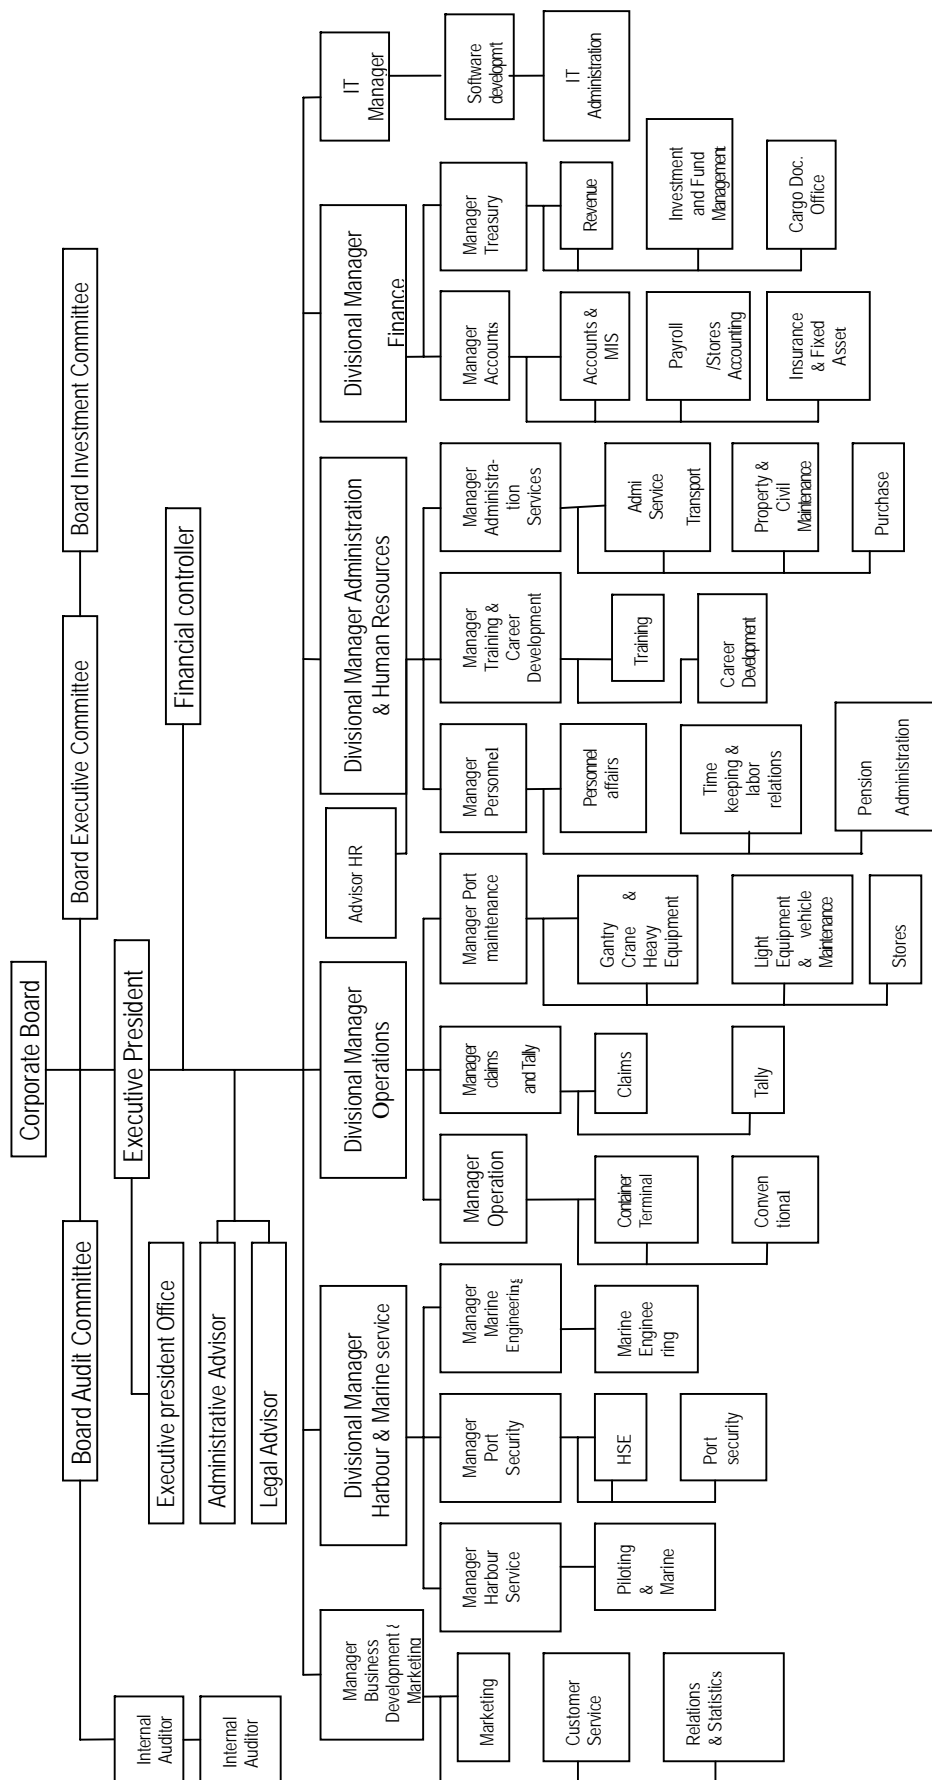 Corporate Board
Board Audit Committee
Board Executive Committee
Board Investment Committee
Internal
Auditor
Internal
Auditor
Executive President
Executive president Office
Financial controller
Administrative Advisor
Legal Advisor
Manager
Business
Development &
Marketing
Marketing
Customer
Service
Relations
& Statistics
Divisional Manager
Harbour & Marine service
Manager
Harbour
Service
Piloting
&
Marine
Manager
Port
Security
HSE
Port
security
Manager
Marine
Engineering
Marine
Enginee
ring
Divisional Manager
Operations
Manager
Operation
Container
Terminal
Conven
tional
Manager
claims
and Tally
Claims
Tally
Manager Port
maintenance
Gantry
Crane &
Heavy
Equipment
Light
Equipment
& vehicle
Maintenance
Stores
Advisor HR
Divisional Manager Administration
& Human Resources
Manager
Personnel
Personnel
affairs
Time
keeping &
labor
relations
Pension
Administration
Manager
Training &
Career
Development
Training
Career
Development
Manager
Administra-
tion
Services
Admi
Service
Transport
Property &
Civil
Maintenance
Purchase
Divisional Manager
Finance
Manager
Accounts
Accounts &
MIS
Payroll
/Stores
Accounting
Insurance
& Fixed
Asset
Manager
Treasury
Revenue
Investment
and Fund
Management
Cargo Doc.
Office
IT
Manager
Software
developm't
IT
Administration